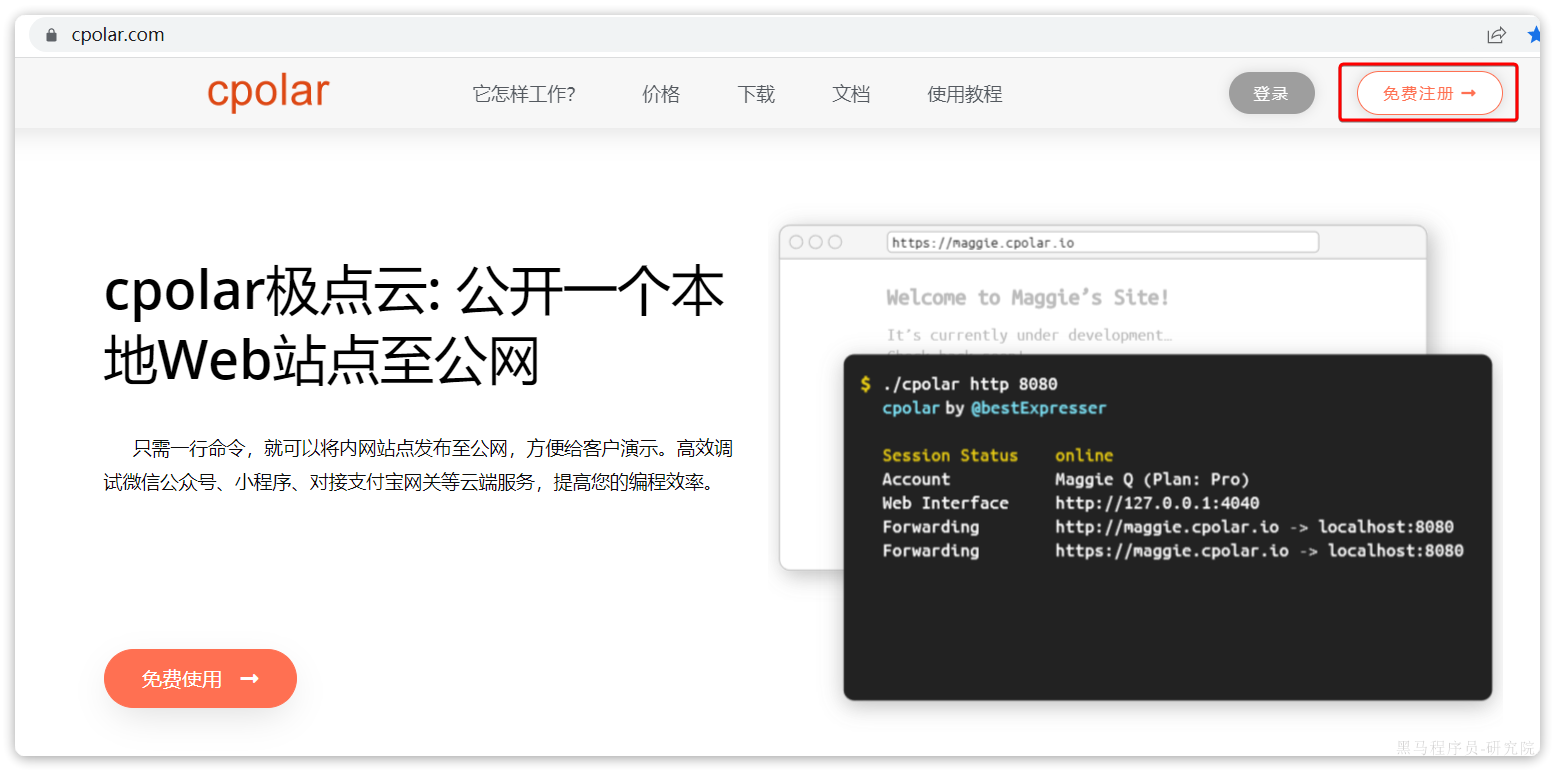 cpolar.com
cpolar
它怎样工作?
价格
下载
文档
使用教程
登录
免费注册 →
cpolar极点云: 公开一个本
地Web站点至公网
只需一行命令，就可以将内网站点发布至公网，方便给客户演示。高效调
试微信公众号、小程序、对接支付宝网关等云端服务，提高您的编程效率。
免费使用 →
https://maggie.cpolar.io
Welcome to Maggie's Site!
It's currently under development…
$ ./cpolar http 8080
cpolar by @bestExpresser
Session Status online
Account Maggie Q (Plan: Pro)
Web Interface http://127.0.0.1:4040
Forwarding http://maggie.cpolar.io -> localhost:8080
Forwarding https://maggie.cpolar.io -> localhost:8080
黑马程序员-研究院